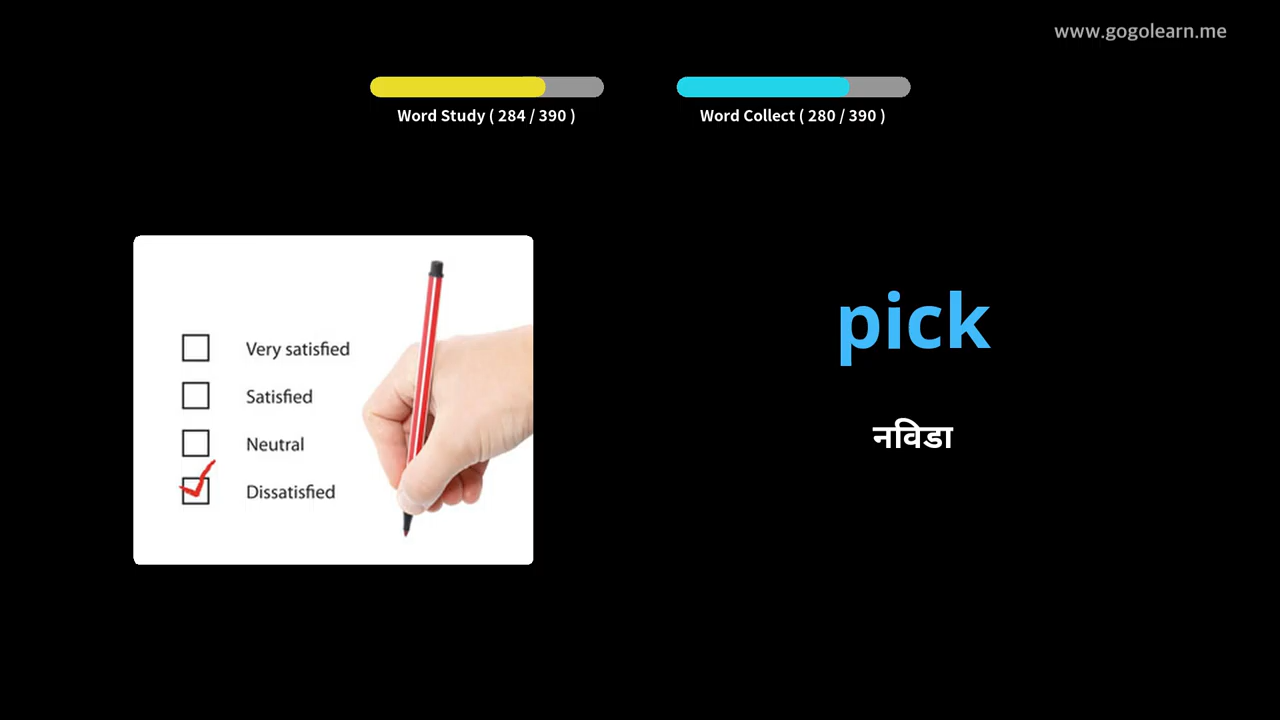 www.gogolearn.me
Word Study ( 284 / 390 )
Word Collect ( 280 / 390 )
Very satisfied
Satisfied
Neutral
Dissatisfied
pick
नविडा